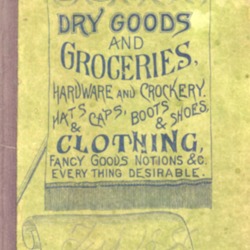 DRY GOODS
AND
GROCERIES,
HARDWARE AND CROCKERY.
HATS & CAPS, BOOTS & SHOES,
CLOTHING,
FANCY GOODS NOTIONS &C.
EVERY THING DESIRABLE.